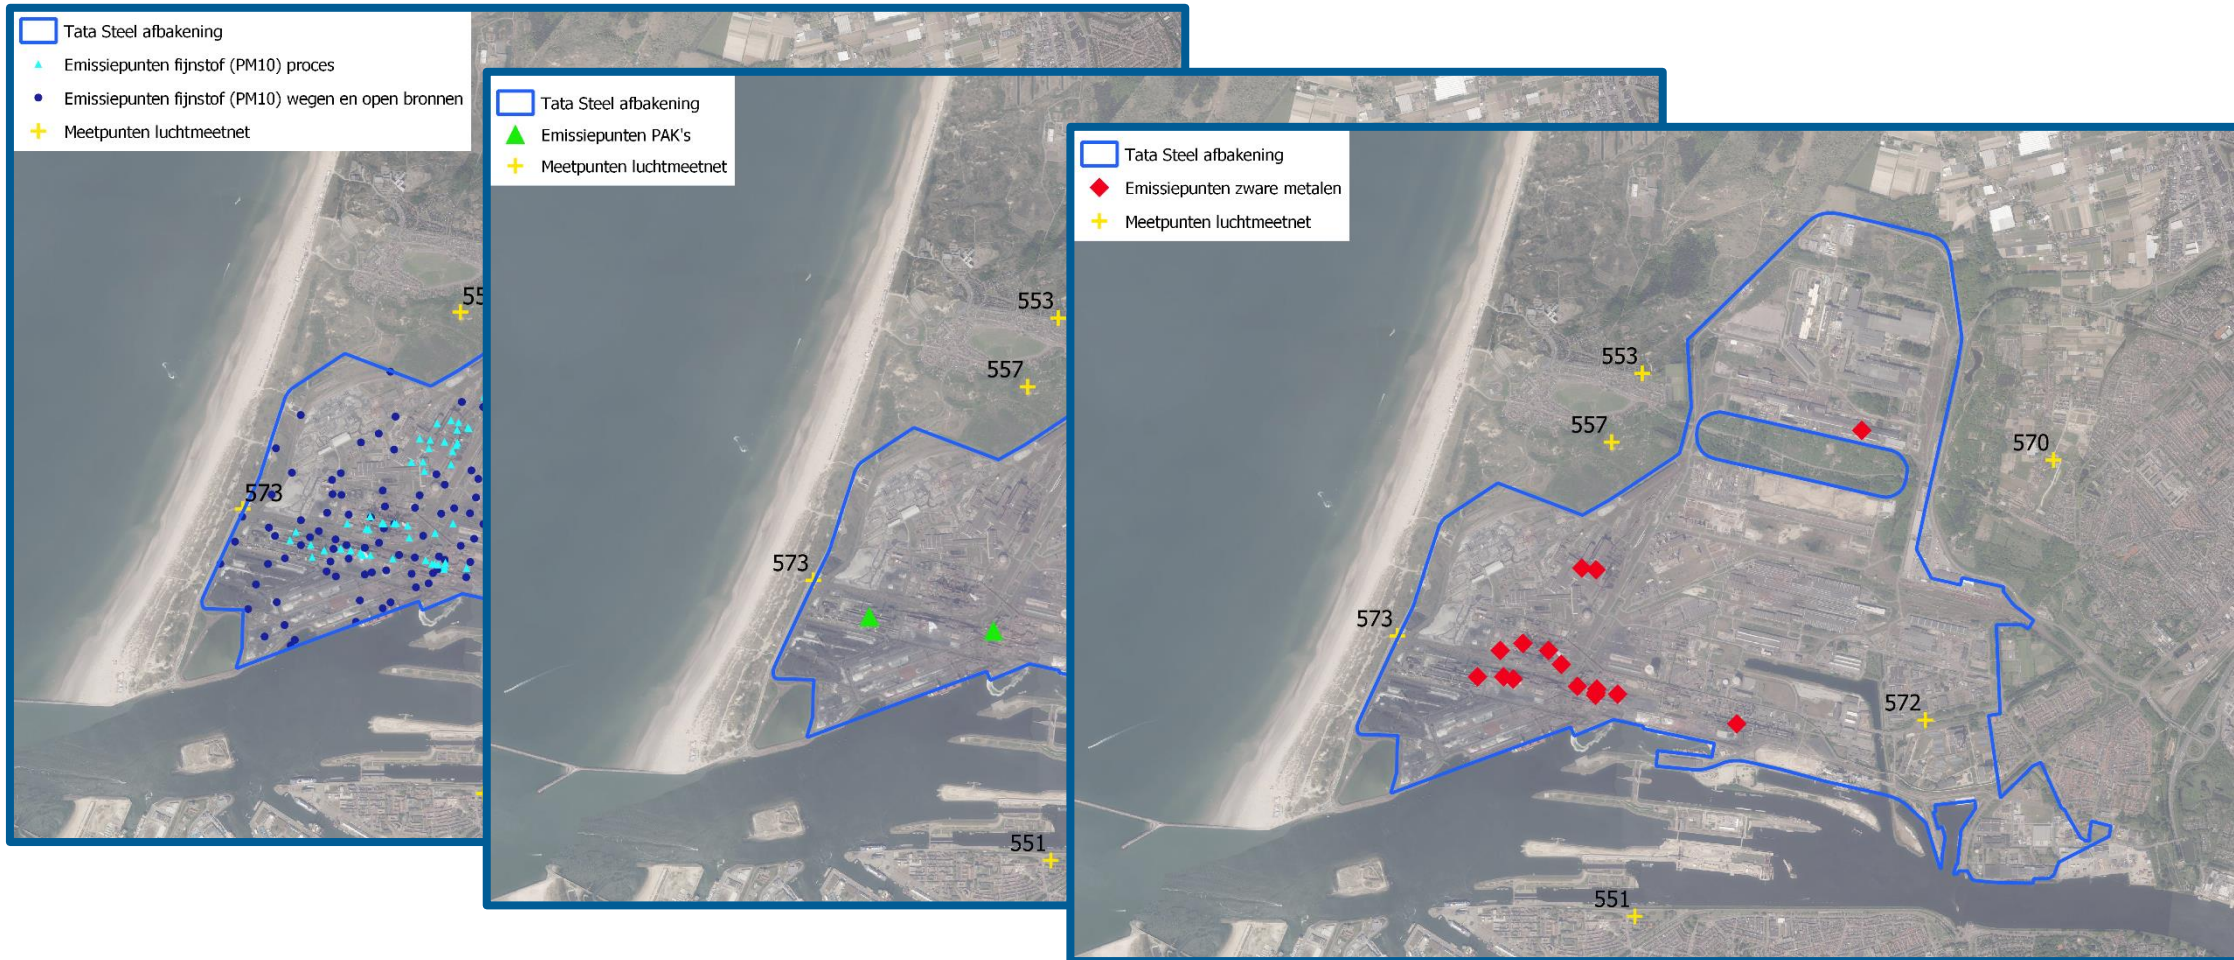 Tata Steel afbakening
Emissiepunten fijnstof (PM10) proces
Emissiepunten fijnstof (PM10) wegen en open bronnen
Meetpunten luchtmeetnet
55
573
Tata Steel afbakening
Emissiepunten PAK's
Meetpunten luchtmeetnet
553
557
573
551
Tata Steel afbakening
Emissiepunten zware metalen
Meetpunten luchtmeetnet
553
557
570
573
572
551